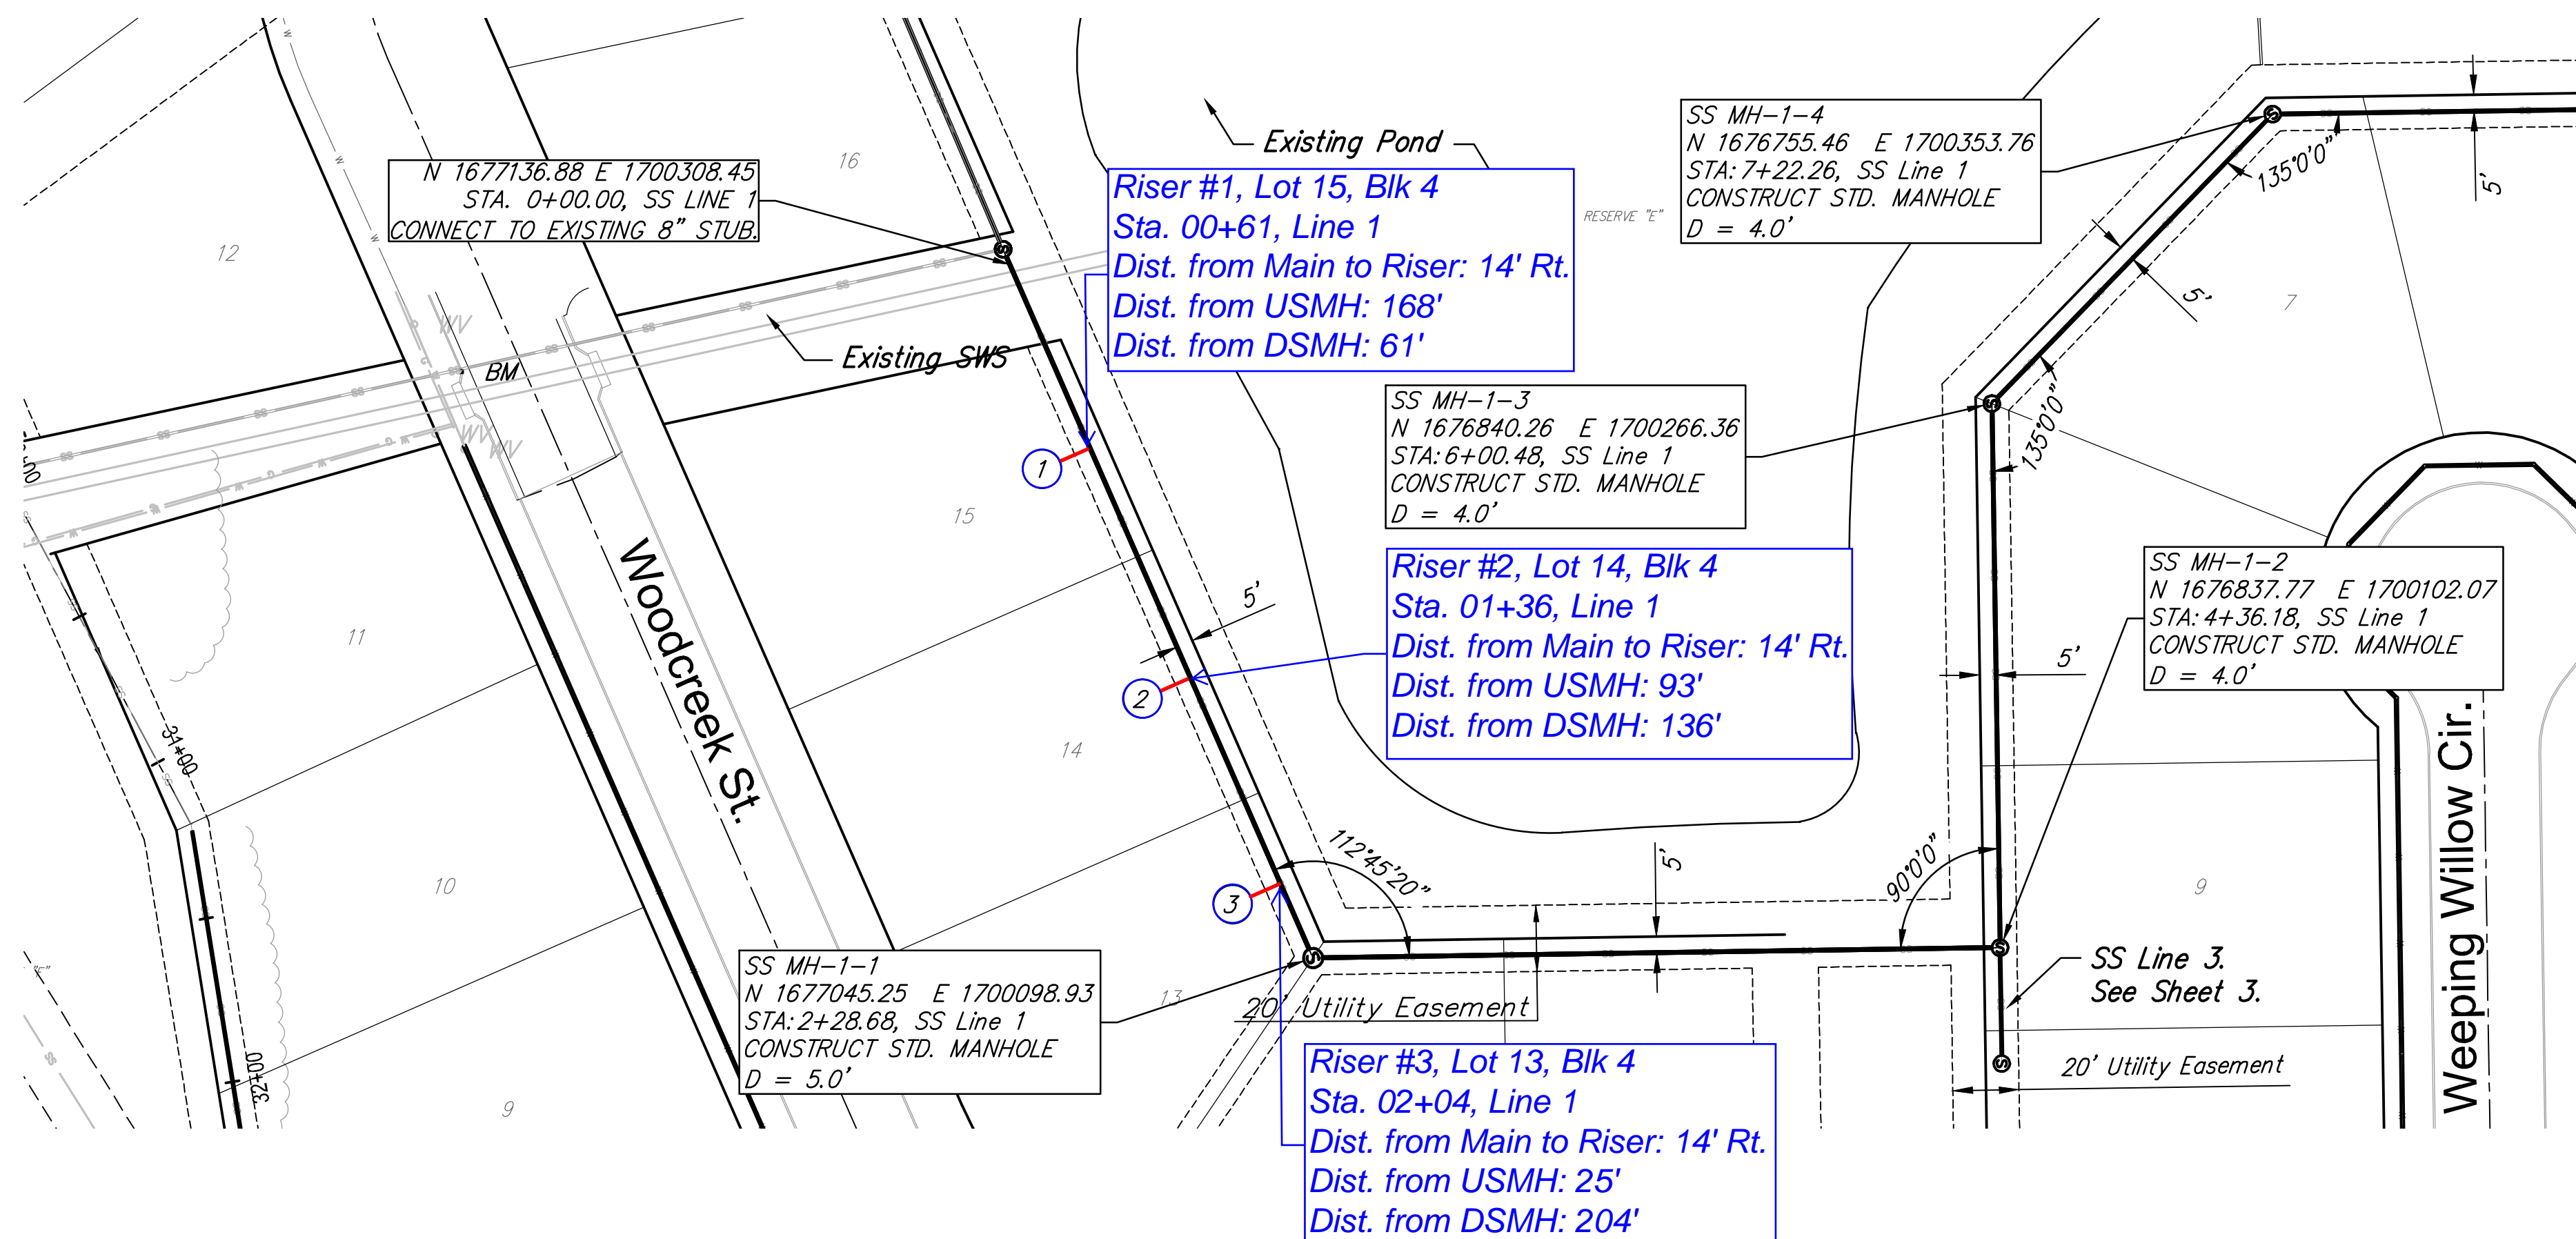 N 1677136.88 E 1700308.45
STA. 0+00.00, SS LINE 1
CONNECT TO EXISTING 8" STUB.
Existing Pond
Riser #1, Lot 15, Blk 4
Sta. 00+61, Line 1
Dist. from Main to Riser: 14' Rt.
Dist. from USMH: 168'
Dist. from DSMH: 61'
RESERVE "E"
SS MH-1-4
N 1676755.46 E 1700353.76
STA: 7+22.26, SS Line 1
CONSTRUCT STD. MANHOLE
D = 4.0'
135°0'0"
5'
5'
16
12
7
Existing SWS
BM
WV
WV
WV
SS MH-1-3
N 1676840.26 E 1700266.36
STA: 6+00.48, SS Line 1
CONSTRUCT STD. MANHOLE
D = 4.0'
135°0'0"
1
15
Riser #2, Lot 14, Blk 4
Sta. 01+36, Line 1
Dist. from Main to Riser: 14' Rt.
Dist. from USMH: 93'
Dist. from DSMH: 136'
SS MH-1-2
N 1676837.77 E 1700102.07
STA: 4+36.18, SS Line 1
CONSTRUCT STD. MANHOLE
D = 4.0'
Woodcreek St.
11
5'
5'
2
14
31+00
10
3
112°45'20"
5'
90°0'0"
9
Weeping Willow Cir.
SS MH-1-1
N 1677045.25 E 1700098.93
STA: 2+28.68, SS Line 1
CONSTRUCT STD. MANHOLE
D = 5.0'
13
20' Utility Easement
SS Line 3.
See Sheet 3.
20' Utility Easement
32+00
9
Riser #3, Lot 13, Blk 4
Sta. 02+04, Line 1
Dist. from Main to Riser: 14' Rt.
Dist. from USMH: 25'
Dist. from DSMH: 204'